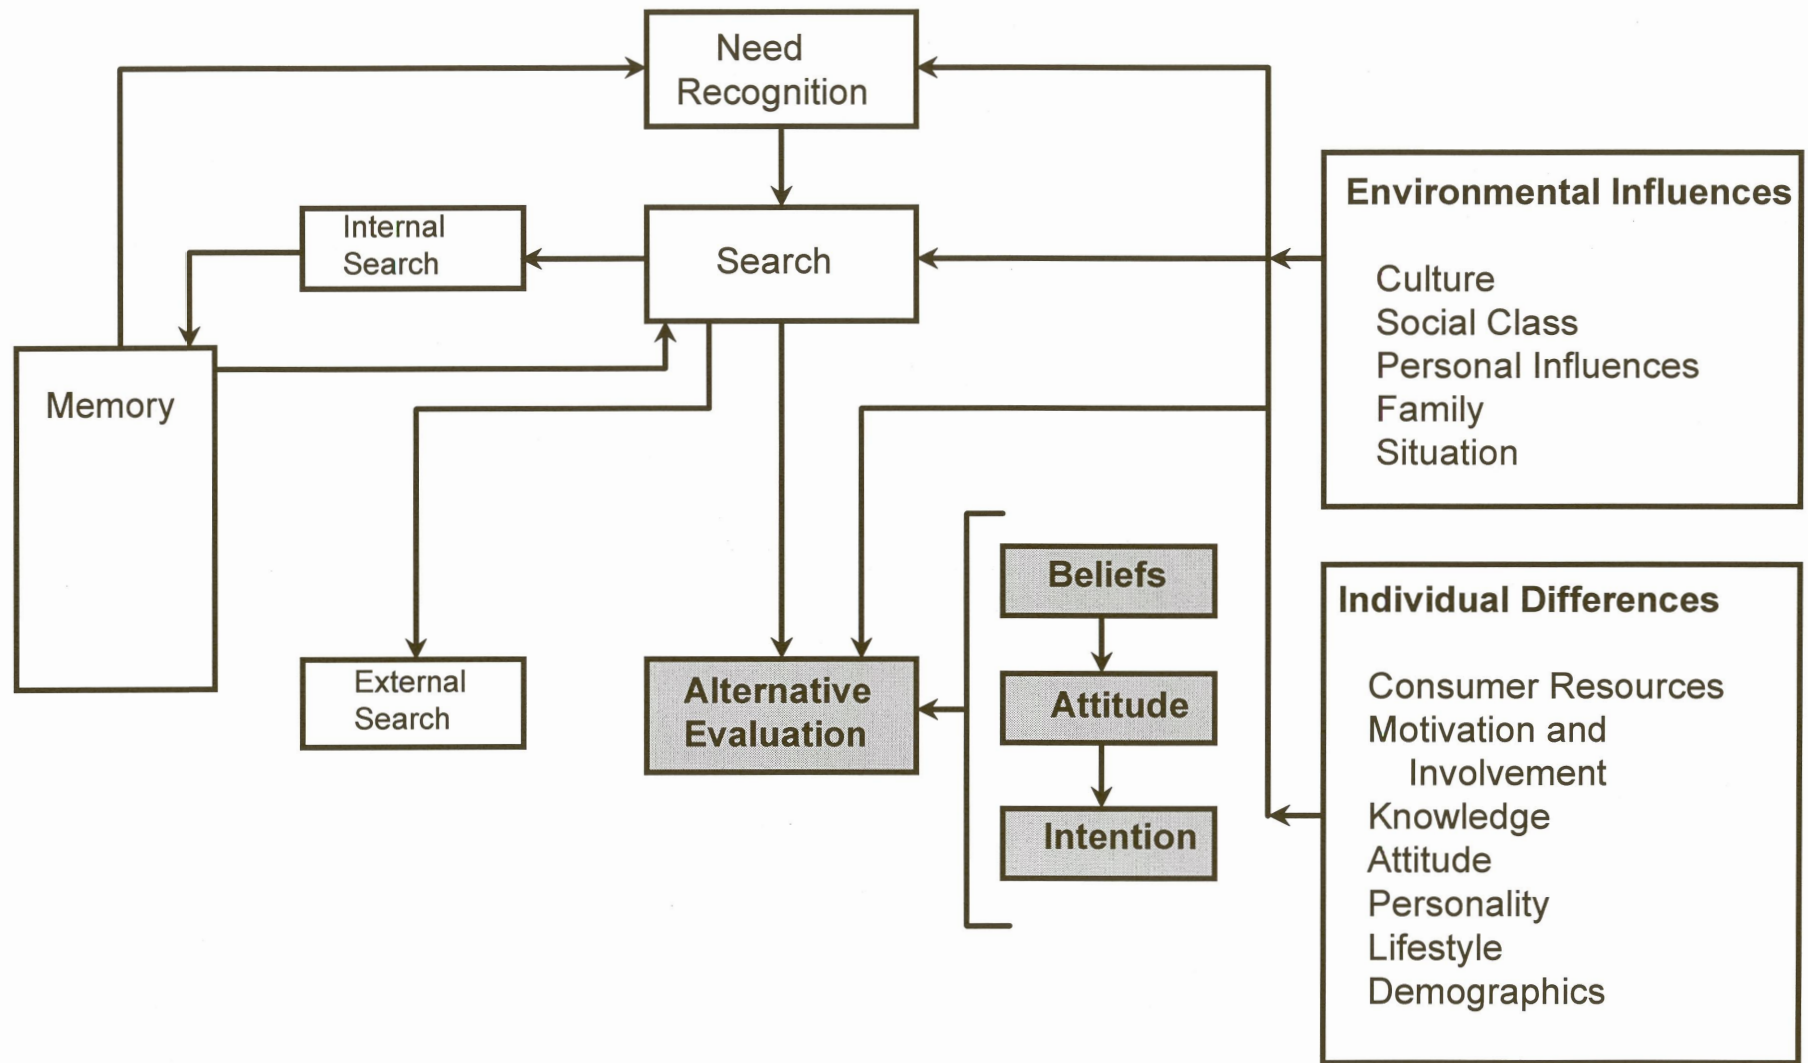 Need
Recognition
Internal
Search
Search
Memory
External
Search
Alternative
Evaluation
Beliefs
Attitude
Intention
Environmental Influences
Culture
Social Class
Personal Influences
Family
Situation
Individual Differences
Consumer Resources
Motivation and
Involvement
Knowledge
Attitude
Personality
Lifestyle
Demographics